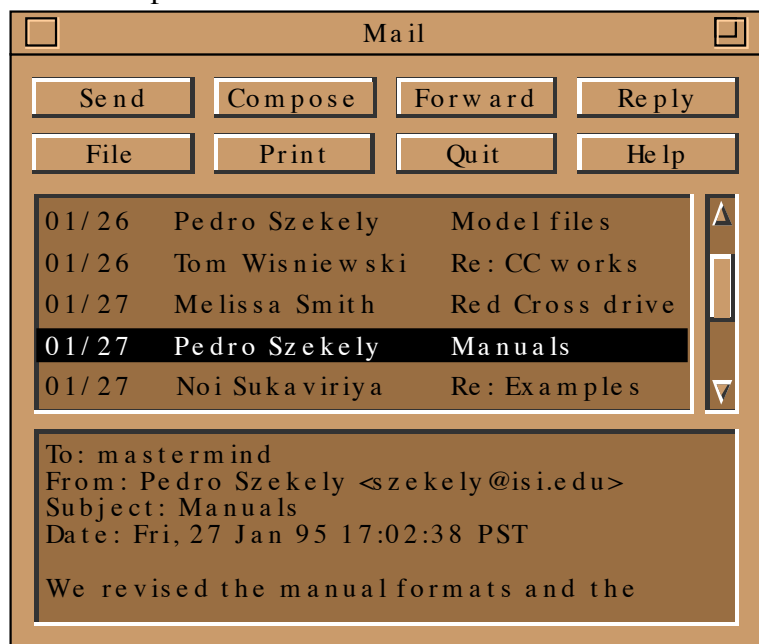 Mail
Send Compose Forward Reply
File Print Quit Help
01/26 Pedro Szekely Model files
01/26 Tom Wisniewski Re: CC works
01/27 Melissa Smith Red Cross drive
01/27 Pedro Szekely Manuals
01/27 Noi Sukaviriya Re: Examples
To: mastermind
From: Pedro Szekely <szekely@isi.edu>
Subject: Manuals
Date: Fri, 27 Jan 95 17:02:38 PST
We revised the manual formats and the